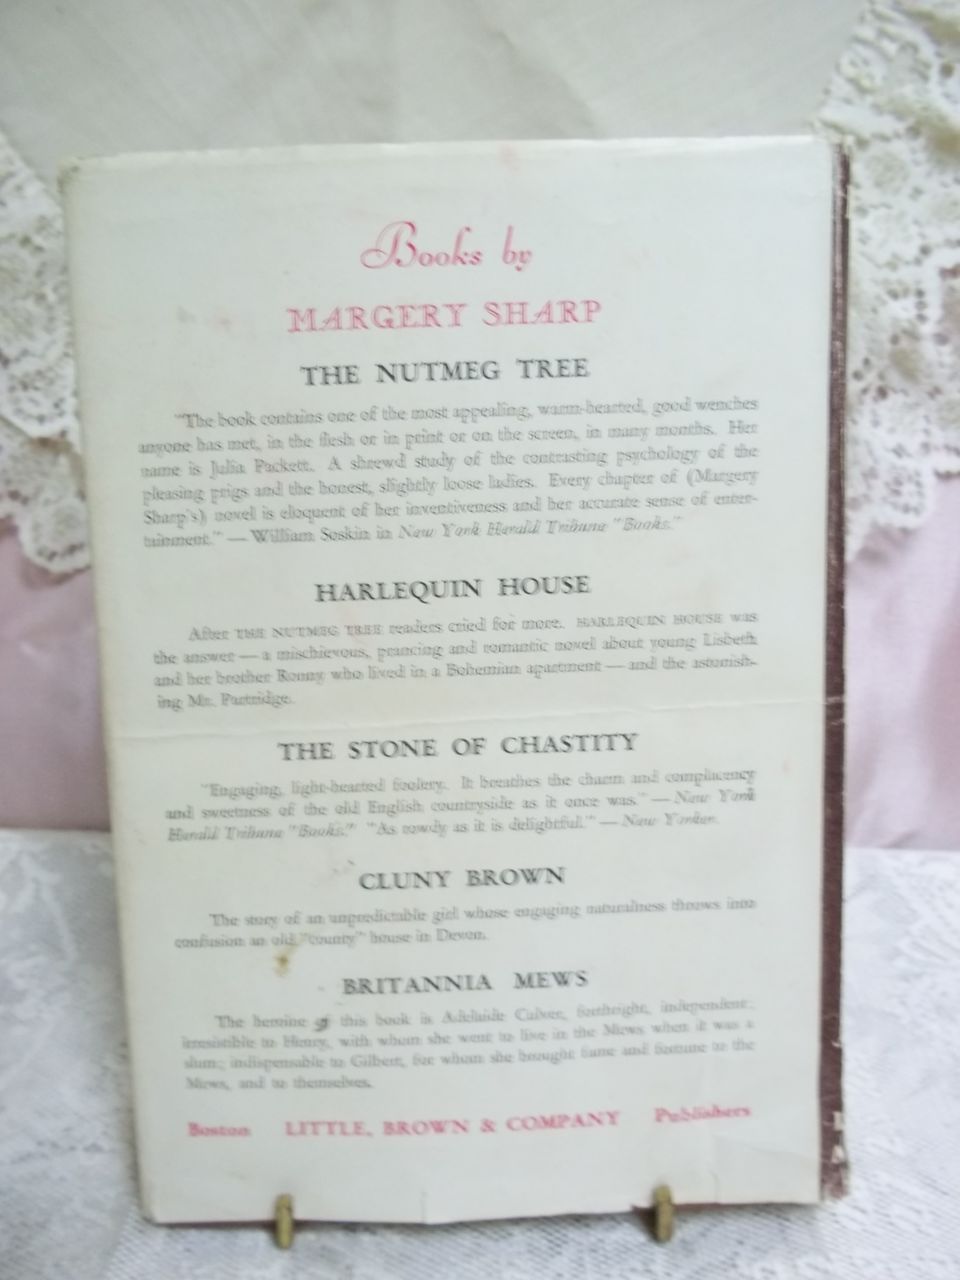 Books by
MARGERY SHARP
THE NUTMEG TREE
"The book contains one of the most appealing, warm-hearted, good wenches
anyone has met, in the flesh or in print or on the screen, in many months. Her
name is Julia Packett. A shrewd study of the contrasting psychology of the
pleasing prigs and the honest, slightly loose ladies. Every chapter of (Margery
Sharp's) novel is eloquent of her inventiveness and her accurate sense of enter-
tainment." — William Soskin in New York Herald Tribune "Books."
HARLEQUIN HOUSE
After THE NUTMEG TREE readers cried for more. HARLEQUIN HOUSE was
the answer — a mischievous, prancing and romantic novel about young Lisbeth
and her brother Ronny who lived in a Bohemian apartment — and the astonish-
ing Mr. Partridge.
THE STONE OF CHASTITY
"Engaging, light-hearted foolery. It breathes the charm and complacency
and sweetness of the old English countryside as it once was." — New York
Herald Tribune "Books." "As rowdy as it is delightful." — New Yorker.
CLUNY BROWN
The story of an unpredictable girl whose engaging naturalness throws into
confusion an old "county" house in Devon.
BRITANNIA MEWS
The heroine of this book is Adelaide Culver, forthright, independent;
irresistible to Henry, with whom she went to live in the Mews when it was a
slum; indispensable to Gilbert, for whom she brought fame and fortune to the
Mews, and to themselves.
Boston LITTLE, BROWN & COMPANY Publishers